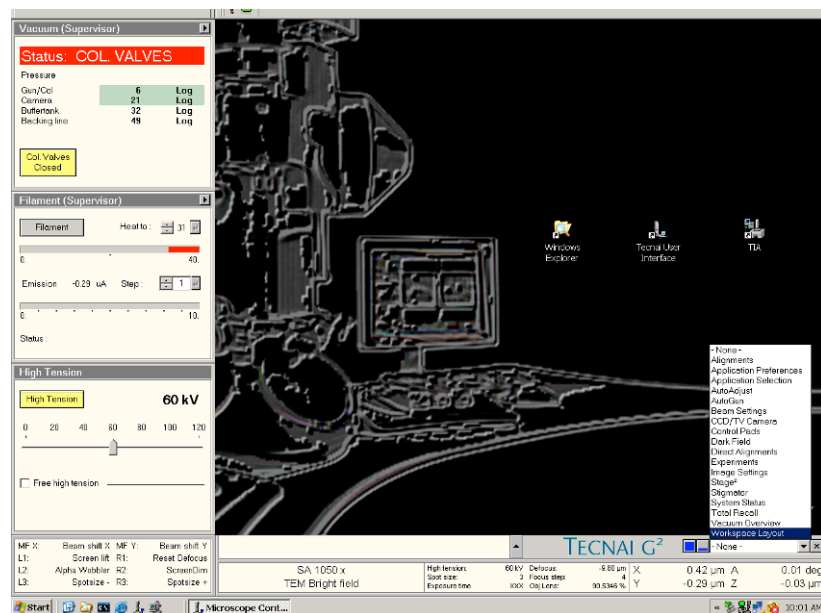 Vacuum (Supervisor)
Status: COL. VALVES
Pressure
Gun/Col 6 Log
Camera 21 Log
Buffertank 32 Log
Backing line 49 Log
Col. Valves
Closed
Filament (Supervisor)
Filament Heat to: 31
0. 40.
Emission -0.29 uA Step: 1
0. 10.
Status:
High Tension
High Tension 60 kV
0 20 40 60 80 100 120
Free high tension
MF X: Beam shift X MF Y: Beam shift Y
L1: Screen lift R1: Reset Defocus
L2: Alpha Wobbler R2: ScreenDim
L3: Spotsize - R3: Spotsize +
Windows
Explorer
Tecnai User
Interface
TIA
- None -
Alignments
Application Preferences
Application Selection
AutoAdjust
AutoGun
Beam Settings
CCD/TV Camera
Control Pads
Dark Field
Direct Alignments
Experiments
Image Settings
Stage²
Stigmator
System Status
Total Recall
Vacuum Overview
Workspace Layout
TECNAI G²
- None -
SA 1050 x
TEM Bright field
High tension: 60 kV Defocus: -9.80 µm
Spot size: 3 Focus step: 4
Exposure time XXX Obj.Lens: 90.5346 %
X 0.42 µm A 0.01 deg
Y -0.29 µm Z -0.03 µm
Start
Microscope Cont...
10:01 AM